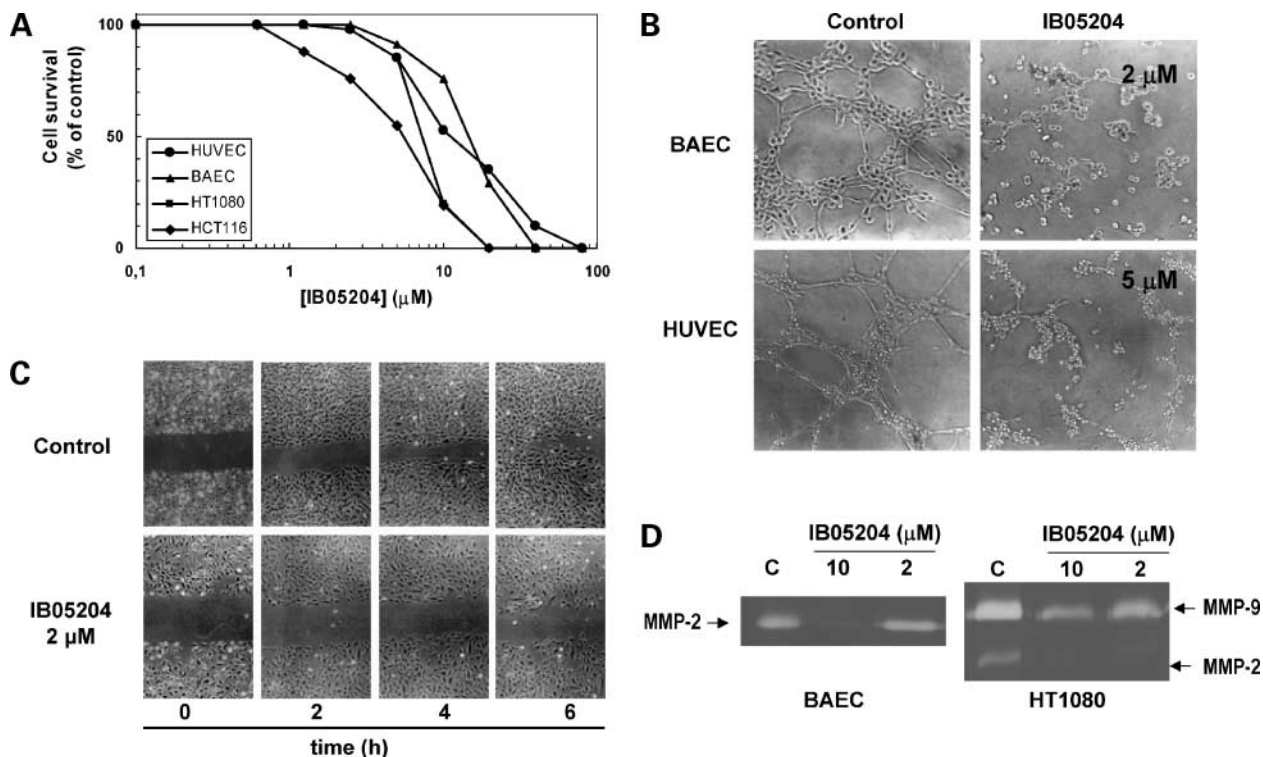 A
Cell survival
(% of control)
100
50
0
HUVEC
BAEC
HT1080
HCT116
0,1
1
10
100
[IB05204] (μM)
B
Control
IB05204
BAEC
2 μM
HUVEC
5 μM
C
Control
IB05204
2 μM
0
2
4
6
time (h)
D
IB05204 (μM)
C
10
2
MMP-2
BAEC
IB05204 (μM)
C
10
2
MMP-9
MMP-2
HT1080